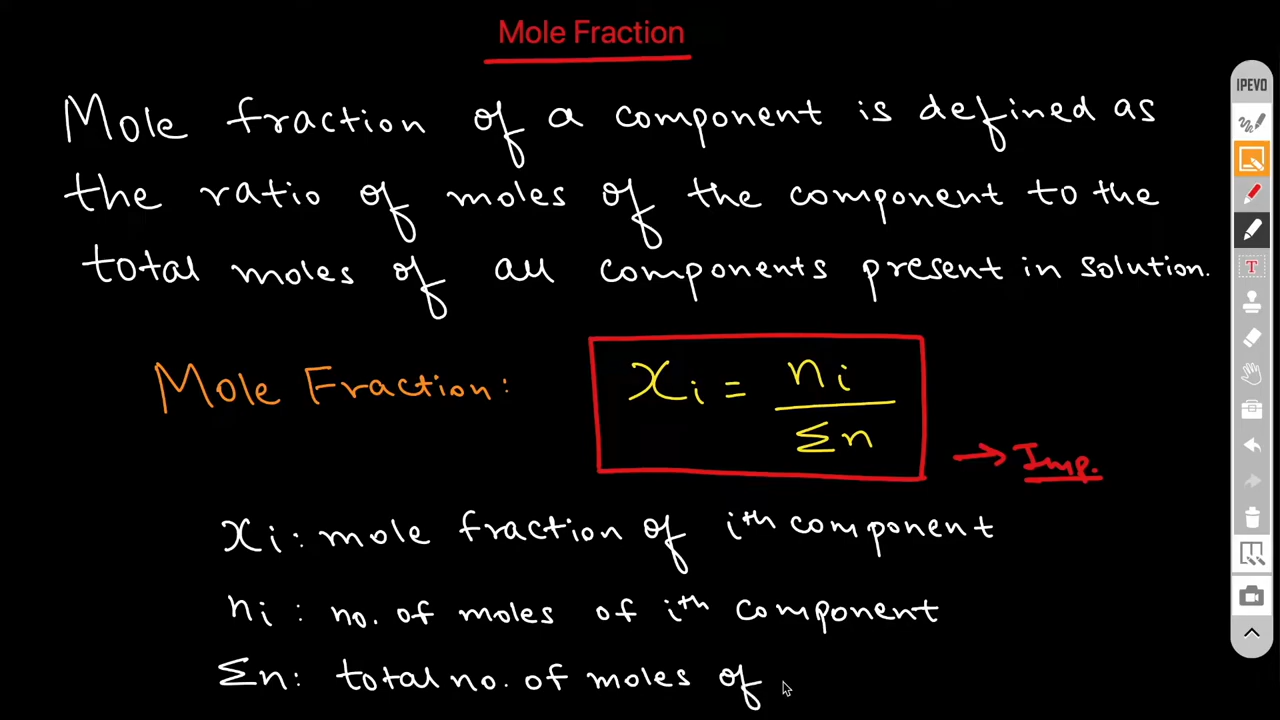 Mole Fraction
IPEVO
Mole fraction of a component is defined as
the ratio of moles of the component to the
T
total moles of all components present in solution.
Mole Fraction:
xi = ni / Σn
→ Imp.
xi: mole fraction of ith component
ni: no. of moles of ith component
Σn: total no. of moles of